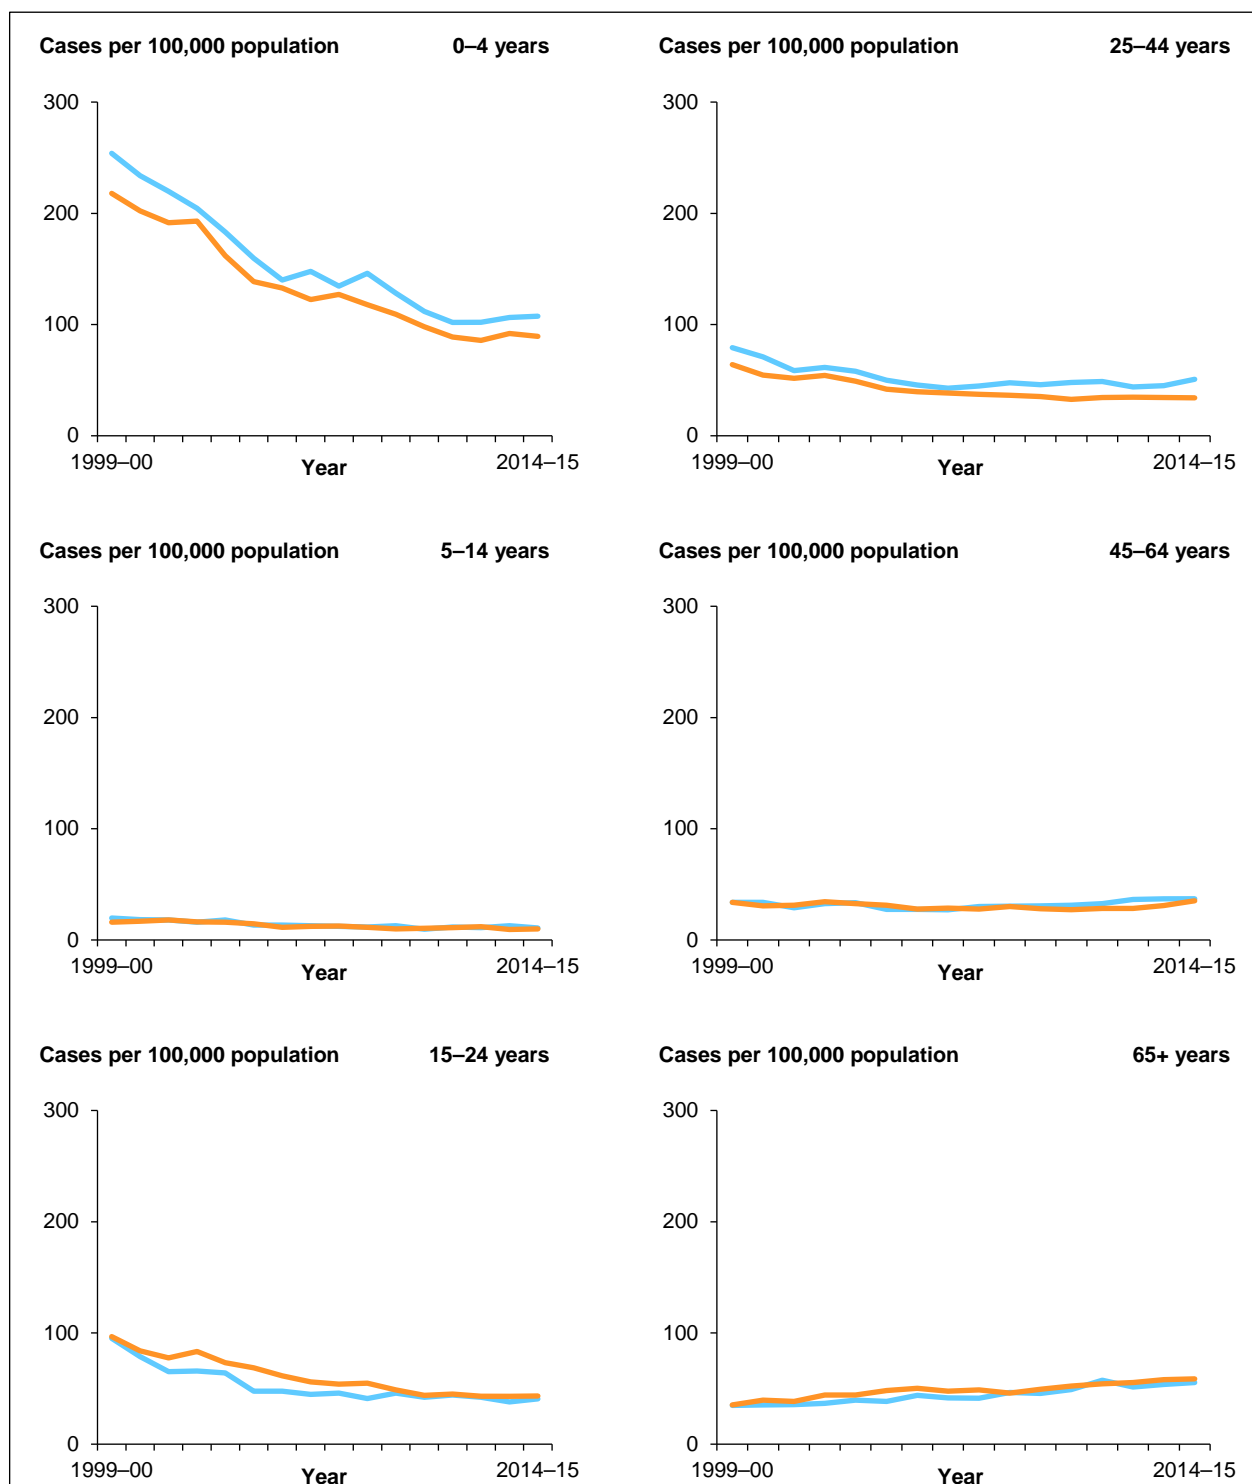 Cases per 100,000 population 0–4 years
300
200
100
0
1999–00 Year 2014–15
Cases per 100,000 population 25–44 years
300
200
100
0
1999–00 Year 2014–15
Cases per 100,000 population 5–14 years
300
200
100
0
1999–00 Year 2014–15
Cases per 100,000 population 45–64 years
300
200
100
0
1999–00 Year 2014–15
Cases per 100,000 population 15–24 years
300
200
100
0
1999–00 Year 2014–15
Cases per 100,000 population 65+ years
300
200
100
0
1999–00 Year 2014–15